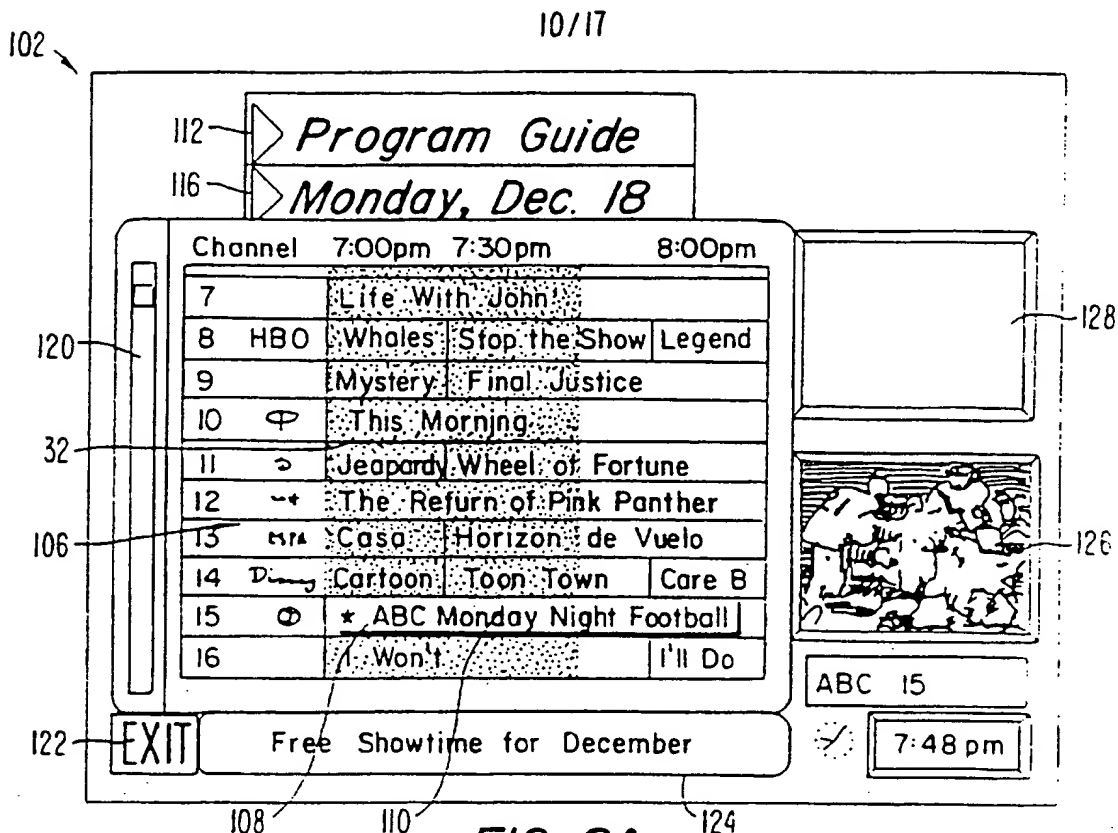 10/17
102
112
Program Guide
116
Monday, Dec. 18
Channel 7:00pm 7:30pm 8:00pm
7 Life With John
128
120
8 HBO Whales Stop the Show Legend
9 Mystery Final Justice
10 This Morning
32
11 Jeapardy Wheel of Fortune
12 The Return of Pink Panther
106
13 Casa Horizon de Vuelo
126
14 Cartoon Toon Town Care B
15 * ABC Monday Night Football
16 I Won't I'll Do
ABC 15
122
EXIT
Free Showtime for December
7:48 pm
108
110
124